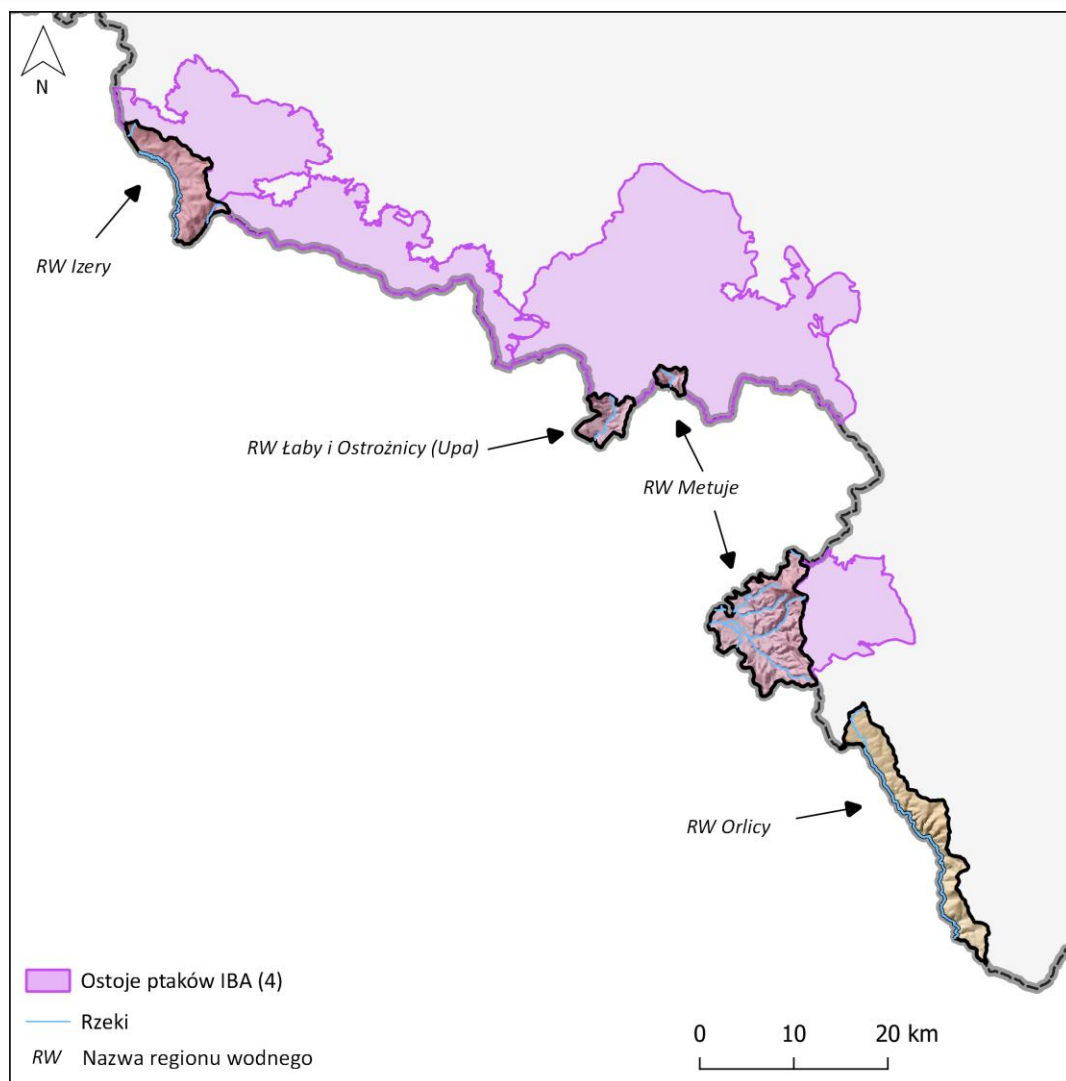 N
RW Izery
RW Łaby i Ostrożnicy (Upa)
RW Metuje
RW Orlicy
Ostoje ptaków IBA (4)
Rzeki
RW Nazwa regionu wodnego
0 10 20 km